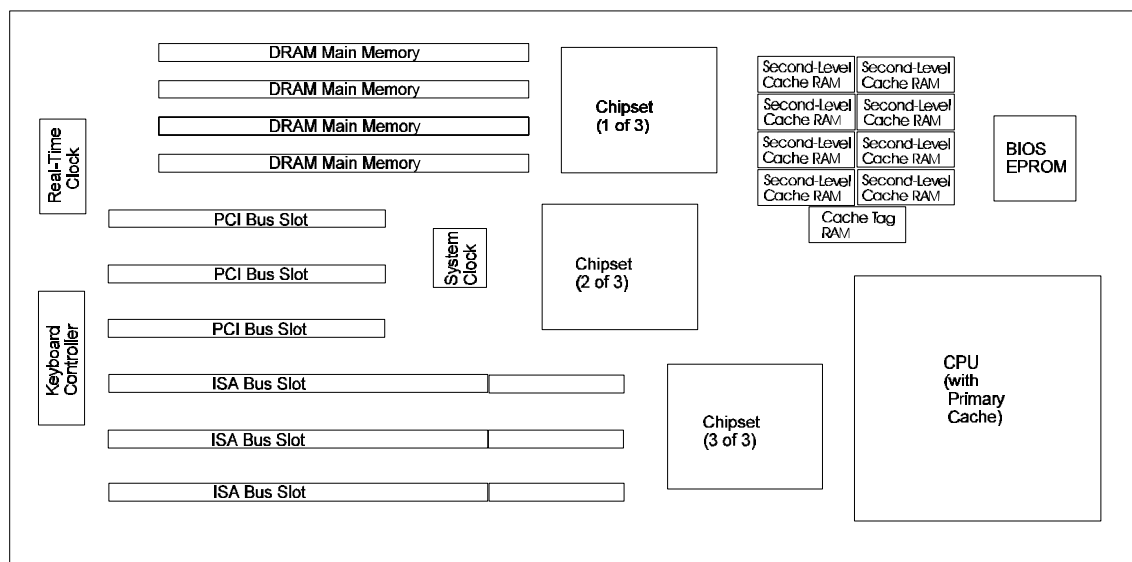 DRAM Main Memory
DRAM Main Memory
DRAM Main Memory
DRAM Main Memory
Chipset
(1 of 3)
Second-Level
Cache RAM
Second-Level
Cache RAM
Second-Level
Cache RAM
Second-Level
Cache RAM
Second-Level
Cache RAM
Second-Level
Cache RAM
Second-Level
Cache RAM
Second-Level
Cache RAM
Cache Tag
RAM
BIOS
EPROM
Real-Time
Clock
PCI Bus Slot
PCI Bus Slot
PCI Bus Slot
System
Clock
Chipset
(2 of 3)
Keyboard
Controller
ISA Bus Slot
ISA Bus Slot
ISA Bus Slot
Chipset
(3 of 3)
CPU
(with
Primary
Cache)